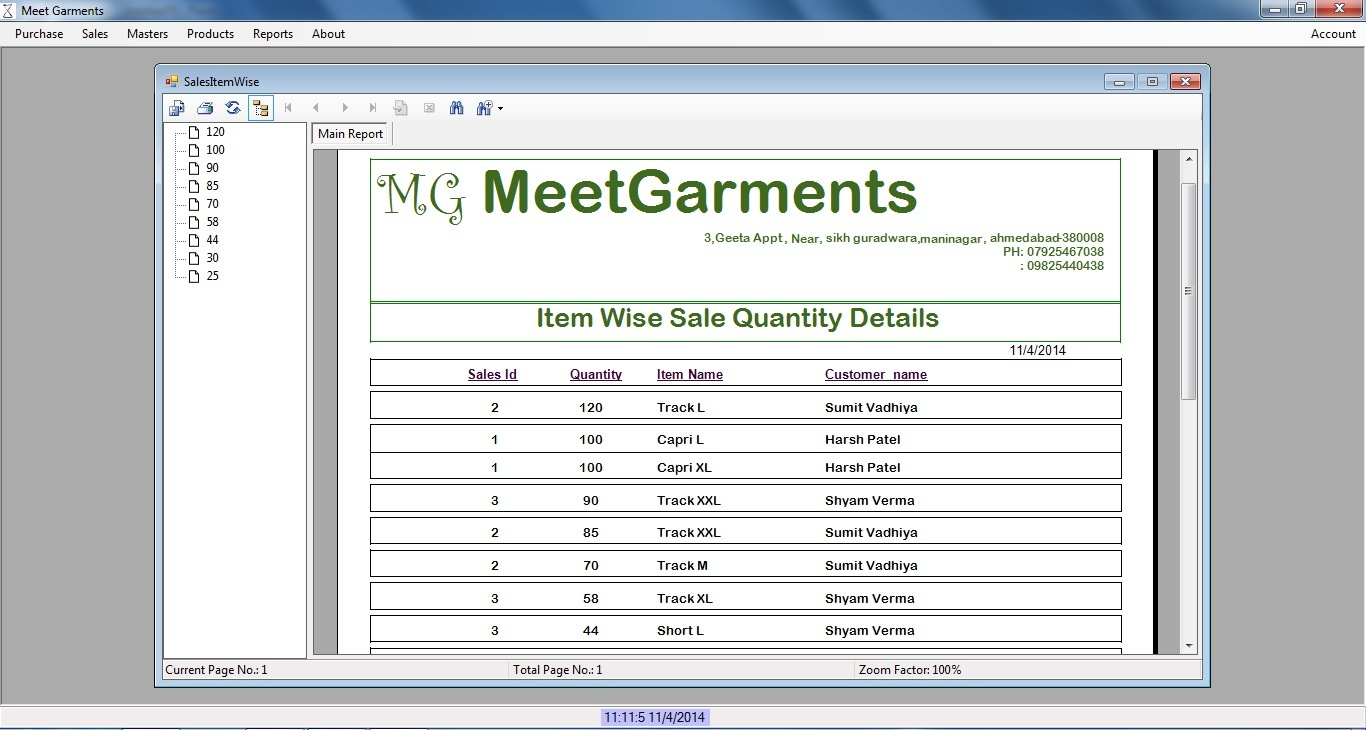 Meet Garments
Purchase Sales Masters Products Reports About Account
SalesItemWise
120
100
90
85
70
58
44
30
25
Main Report
MG MeetGarments
3,Geeta Appt , Near, sikh guradwara,maninagar, ahmedabad-380008
PH: 07925467038
: 09825440438
Item Wise Sale Quantity Details
11/4/2014
Sales Id Quantity Item Name Customer name
2 120 Track L Sumit Vadhiya
1 100 Capri L Harsh Patel
1 100 Capri XL Harsh Patel
3 90 Track XXL Shyam Verma
2 85 Track XXL Sumit Vadhiya
2 70 Track M Sumit Vadhiya
3 58 Track XL Shyam Verma
3 44 Short L Shyam Verma
Current Page No.: 1 Total Page No.: 1 Zoom Factor: 100%
11:11:5 11/4/2014